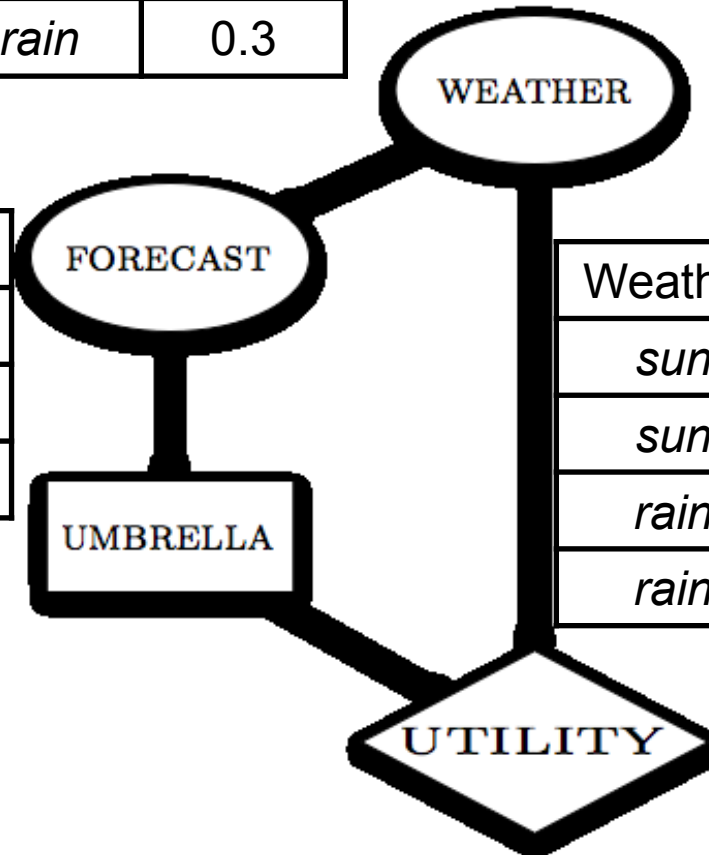 rain 0.3
WEATHER
FORECAST
Weath
sun
sun
rain
rain
UMBRELLA
UTILITY